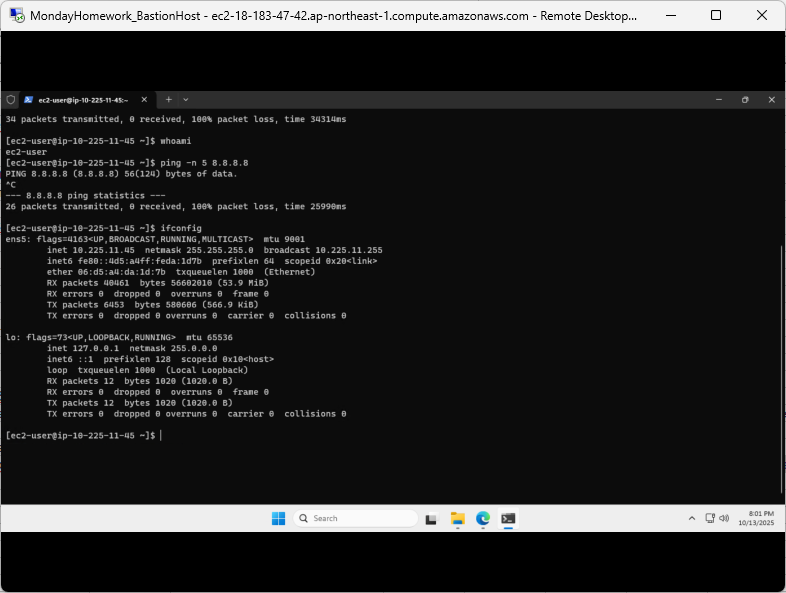 MondayHomework_BastionHost - ec2-18-183-47-42.ap-northeast-1.compute.amazonaws.com - Remote Desktop...
ec2-user@ip-10-225-11-45:~
34 packets transmitted, 0 received, 100% packet loss, time 34314ms
[ec2-user@ip-10-225-11-45 ~]$ whoami
ec2-user
[ec2-user@ip-10-225-11-45 ~]$ ping -n 5 8.8.8.8
PING 8.8.8.8 (8.8.8.8) 56(124) bytes of data.
^C
--- 8.8.8.8 ping statistics ---
26 packets transmitted, 0 received, 100% packet loss, time 25990ms
[ec2-user@ip-10-225-11-45 ~]$ ifconfig
ens5: flags=4163<UP,BROADCAST,RUNNING,MULTICAST>  mtu 9001
inet 10.225.11.45  netmask 255.255.255.0  broadcast 10.225.11.255
inet6 fe80::4d5:a4ff:feda:1d7b  prefixlen 64  scopeid 0x20<link>
ether 06:d5:a4:da:1d:7b  txqueuelen 1000  (Ethernet)
RX packets 40461  bytes 56602010 (53.9 MiB)
RX errors 0  dropped 0  overruns 0  frame 0
TX packets 6453  bytes 580606 (566.9 KiB)
TX errors 0  dropped 0 overruns 0  carrier 0  collisions 0
lo: flags=73<UP,LOOPBACK,RUNNING>  mtu 65536
inet 127.0.0.1  netmask 255.0.0.0
inet6 ::1  prefixlen 128  scopeid 0x10<host>
loop  txqueuelen 1000  (Local Loopback)
RX packets 12  bytes 1020 (1020.0 B)
RX errors 0  dropped 0  overruns 0  frame 0
TX packets 12  bytes 1020 (1020.0 B)
TX errors 0  dropped 0 overruns 0  carrier 0  collisions 0
[ec2-user@ip-10-225-11-45 ~]$
Search
8:01 PM
10/13/2025